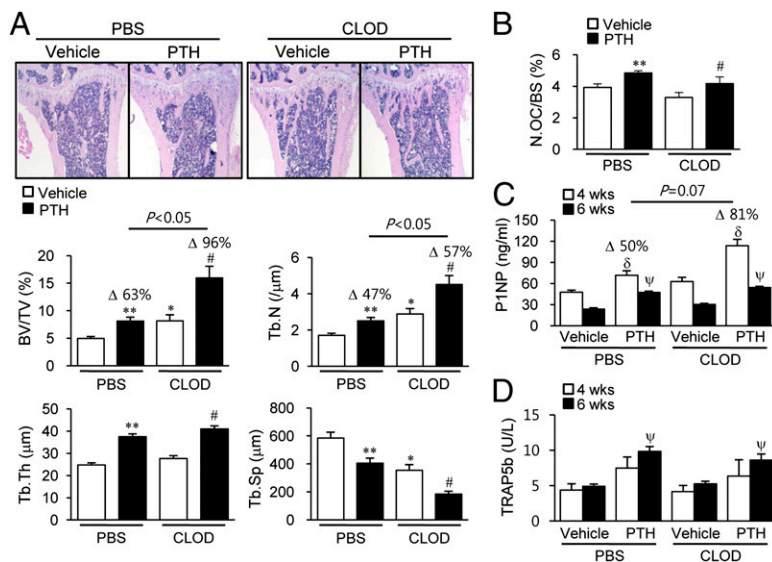 A
PBS
CLOD
Vehicle
PTH
Vehicle
PTH
Vehicle
PTH
P<0.05
Δ 96%
#
Δ 63%
**
*
BV/TV (%)
20
15
10
5
0
PBS
CLOD
P<0.05
Δ 57%
#
Δ 47%
**
*
Tb.N (/μm)
6
4
2
0
PBS
CLOD
Tb.Th (μm)
60
50
40
30
20
10
0
**
#
PBS
CLOD
Tb.Sp (μm)
800
600
400
200
0
**
*
#
PBS
CLOD
B
Vehicle
PTH
N.OC/BS (%)
6
4
2
0
**
#
PBS
CLOD
C
4 wks
6 wks
P=0.07
Δ 81%
δ
Δ 50%
δ
ψ
ψ
P1NP (ng/ml)
150
120
90
60
30
0
Vehicle
PTH
Vehicle
PTH
PBS
CLOD
D
4 wks
6 wks
TRAP5b (U/L)
20
15
10
5
0
ψ
ψ
Vehicle
PTH
Vehicle
PTH
PBS
CLOD